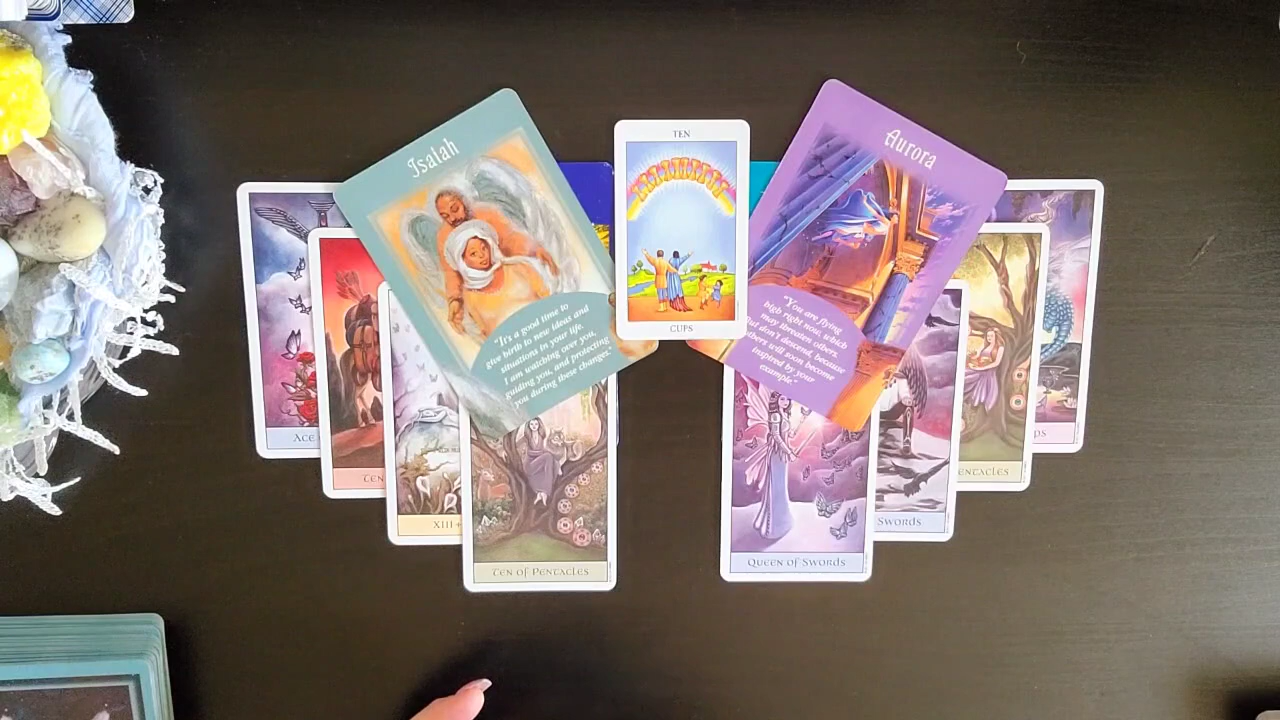 Isaiah
"It's a good time to
give birth to new ideas and
situations in your life.
I am watching over you,
guiding you, and protecting
you during these changes."
TEN
CUPS
Aurora
"You are flying
high right now, which
may threaten others.
But don't descend, because
others will soon become
inspired by your
example"
ACE
TEN
XIII
TEN OF PENTACLES
QUEEN OF SWORDS
SWORDS